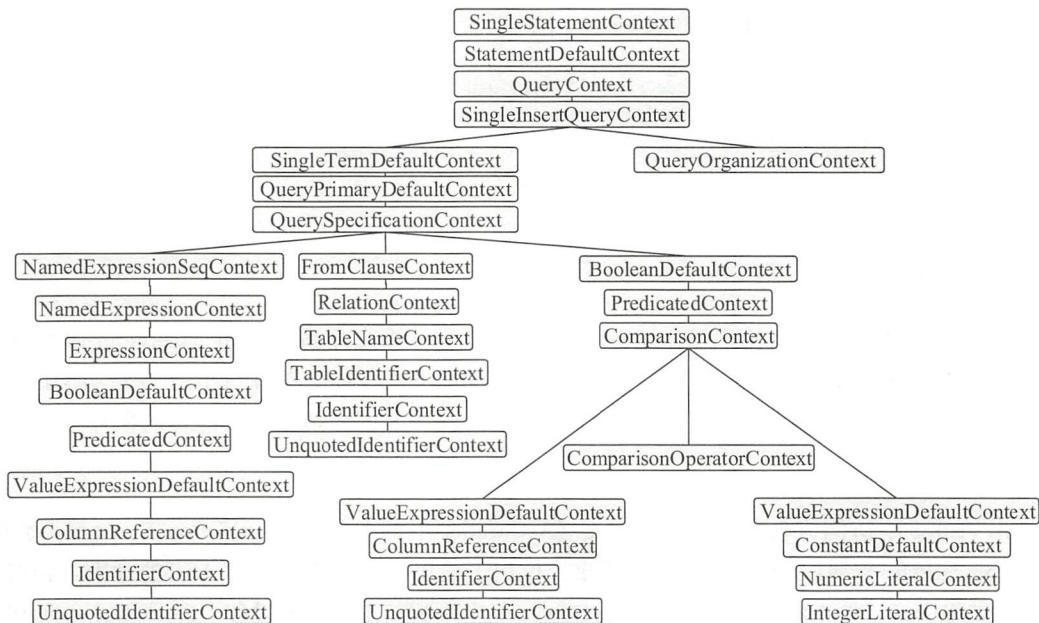 SingleStatementContext
StatementDefaultContext
QueryContext
SingleInsertQueryContext
SingleTermDefaultContext
QueryOrganizationContext
QueryPrimaryDefaultContext
QuerySpecificationContext
NamedExpressionSeqContext
NamedExpressionContext
ExpressionContext
BooleanDefaultContext
PredicatedContext
ValueExpressionDefaultContext
ColumnReferenceContext
IdentifierContext
UnquotedIdentifierContext
FromClauseContext
RelationContext
TableNameContext
TableIdentifierContext
IdentifierContext
UnquotedIdentifierContext
BooleanDefaultContext
PredicatedContext
ComparisonContext
ValueExpressionDefaultContext
ColumnReferenceContext
IdentifierContext
UnquotedIdentifierContext
ComparisonOperatorContext
ValueExpressionDefaultContext
ConstantDefaultContext
NumericLiteralContext
IntegerLiteralContext